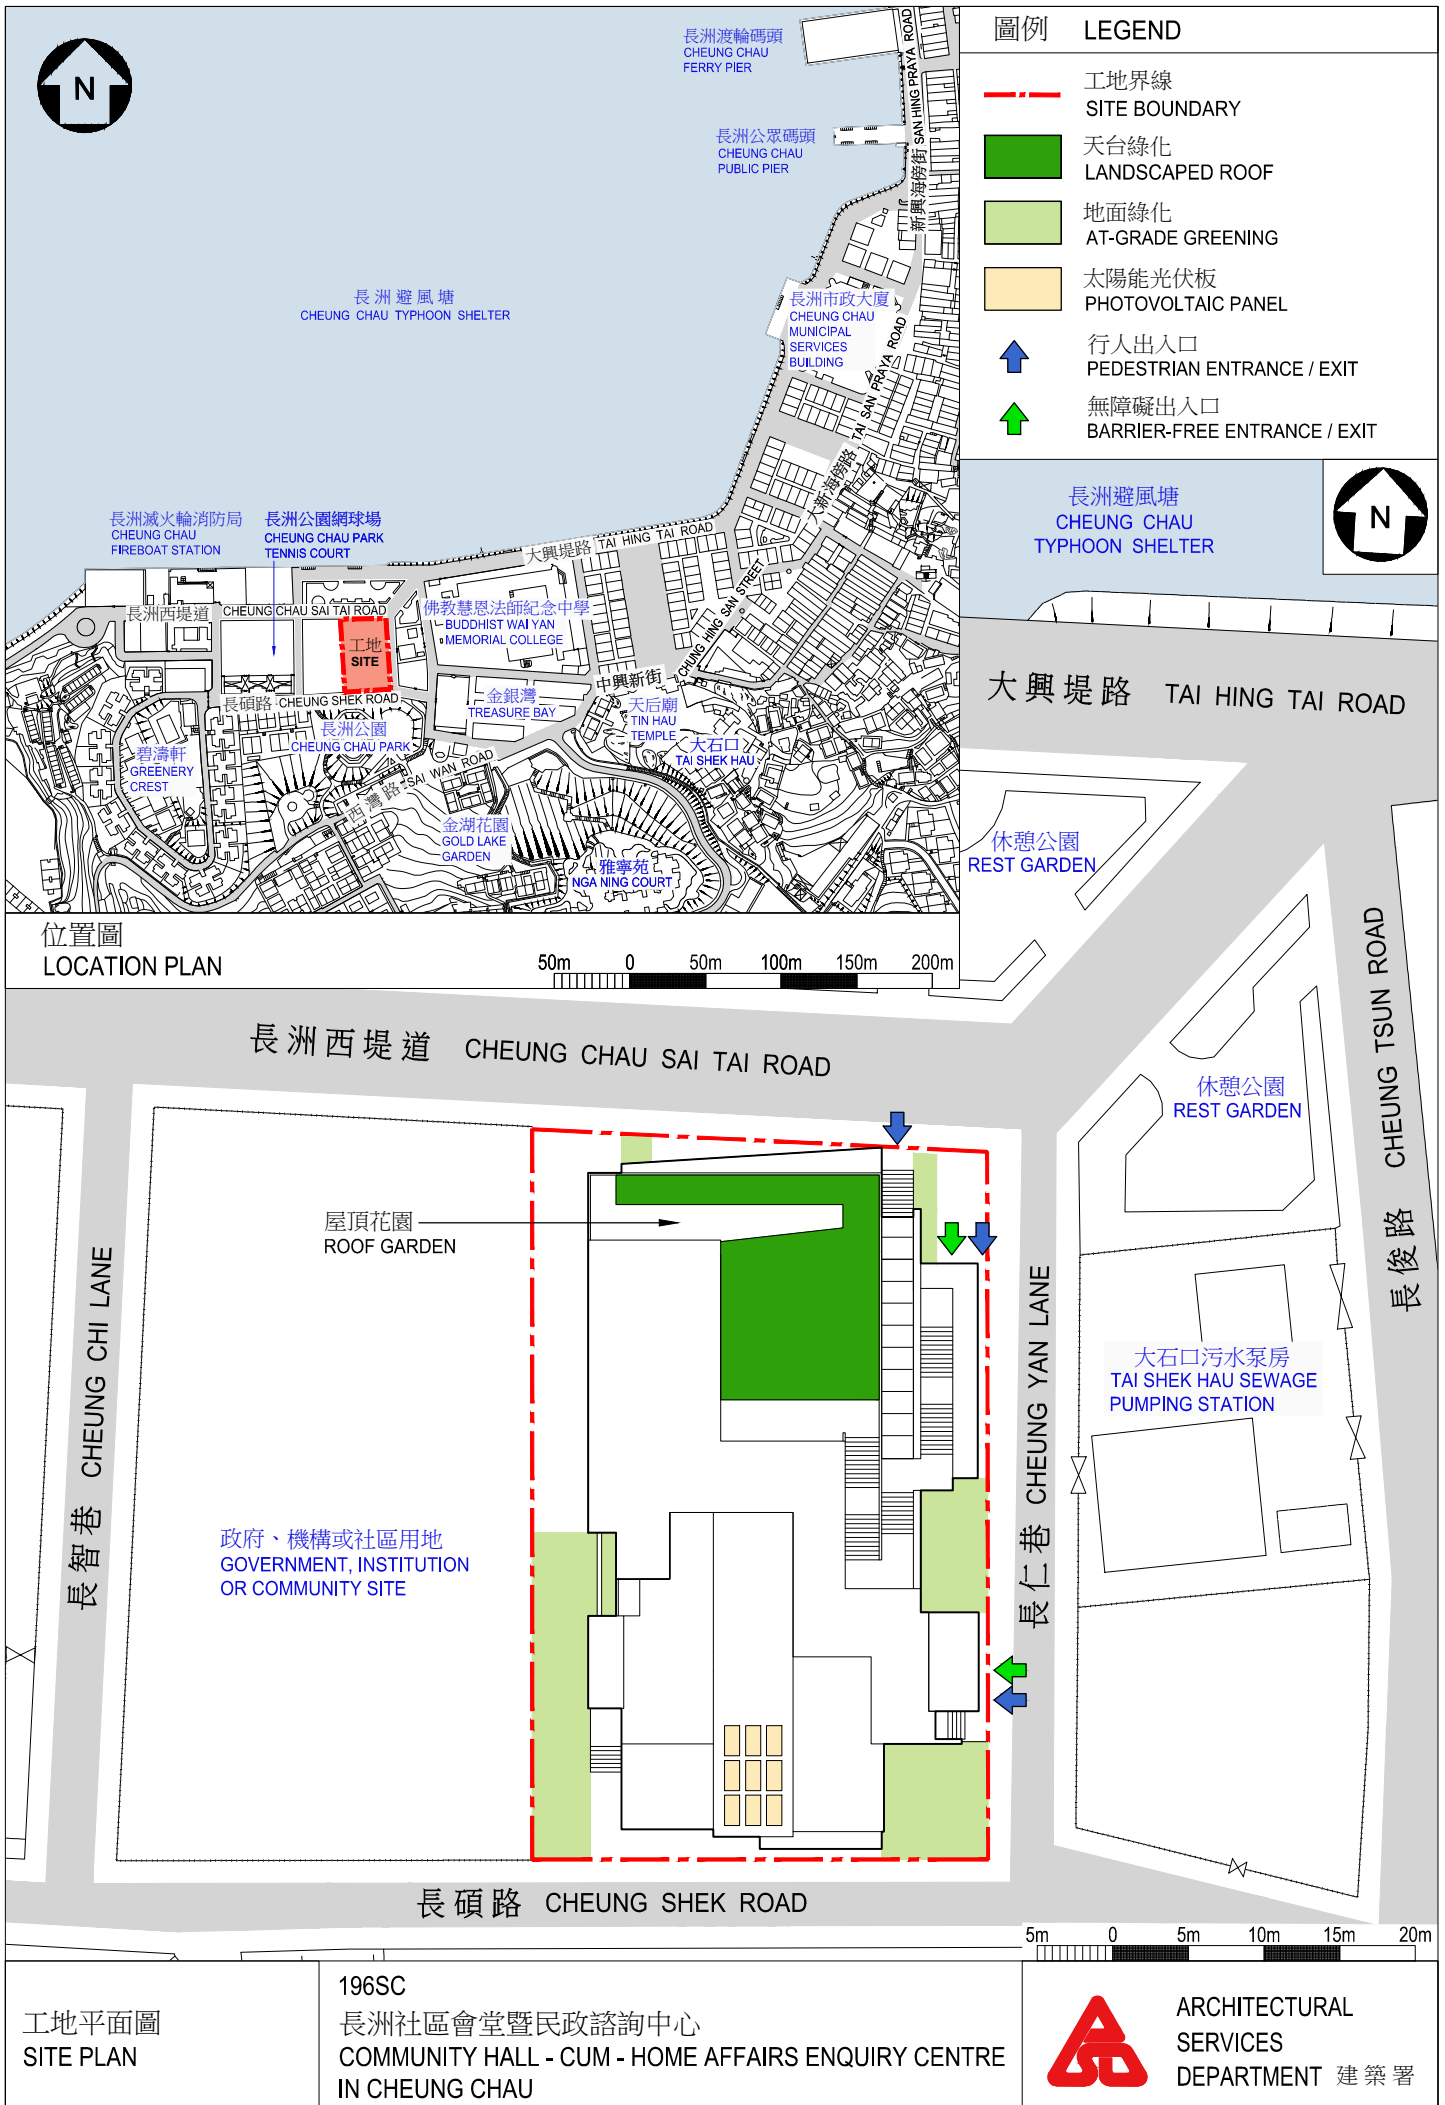 N
長洲渡輪碼頭
CHEUNG CHAU
FERRY PIER
長洲公眾碼頭
CHEUNG CHAU
PUBLIC PIER
新興海傍街 SAN HING PRAYA ROAD
長洲避風塘
CHEUNG CHAU TYPHOON SHELTER
長洲市政大廈
CHEUNG CHAU
MUNICIPAL
SERVICES
BUILDING
大新海傍路 TAI SAN PRAYA ROAD
長洲滅火輪消防局
CHEUNG CHAU
FIREBOAT STATION
長洲公園網球場
CHEUNG CHAU PARK
TENNIS COURT
大興堤路 TAI HING TAI ROAD
長洲西堤道 CHEUNG CHAU SAI TAI ROAD
佛教慧恩法師紀念中學
BUDDHIST WAI YAN
MEMORIAL COLLEGE
工地
SITE
中興新街 CHUNG HING SAN STREET
長碩路 CHEUNG SHEK ROAD
金銀灣
TREASURE BAY
天后廟
TIN HAU
TEMPLE
長洲公園
CHEUNG CHAU PARK
大石口
TAI SHEK HAU
碧濤軒
GREENERY
CREST
西灣路 SAI WAN ROAD
金湖花園
GOLD LAKE
GARDEN
雅寧苑
NGA NING COURT
位置圖
LOCATION PLAN
50m 0 50m 100m 150m 200m
圖例 LEGEND
工地界線
SITE BOUNDARY
天台綠化
LANDSCAPED ROOF
地面綠化
AT-GRADE GREENING
太陽能光伏板
PHOTOVOLTAIC PANEL
行人出入口
PEDESTRIAN ENTRANCE / EXIT
無障礙出入口
BARRIER-FREE ENTRANCE / EXIT
長洲避風塘
CHEUNG CHAU
TYPHOON SHELTER
N
大興堤路 TAI HING TAI ROAD
休憩公園
REST GARDEN
長洲西堤道 CHEUNG CHAU SAI TAI ROAD
休憩公園
REST GARDEN
長俊路 CHEUNG TSUN ROAD
屋頂花園
ROOF GARDEN
長智巷 CHEUNG CHI LANE
長仁巷 CHEUNG YAN LANE
大石口污水泵房
TAI SHEK HAU SEWAGE
PUMPING STATION
政府、機構或社區用地
GOVERNMENT, INSTITUTION
OR COMMUNITY SITE
長碩路 CHEUNG SHEK ROAD
5m 0 5m 10m 15m 20m
工地平面圖
SITE PLAN
196SC
長洲社區會堂暨民政諮詢中心
COMMUNITY HALL - CUM - HOME AFFAIRS ENQUIRY CENTRE
IN CHEUNG CHAU
ARCHITECTURAL
SERVICES
DEPARTMENT 建築署